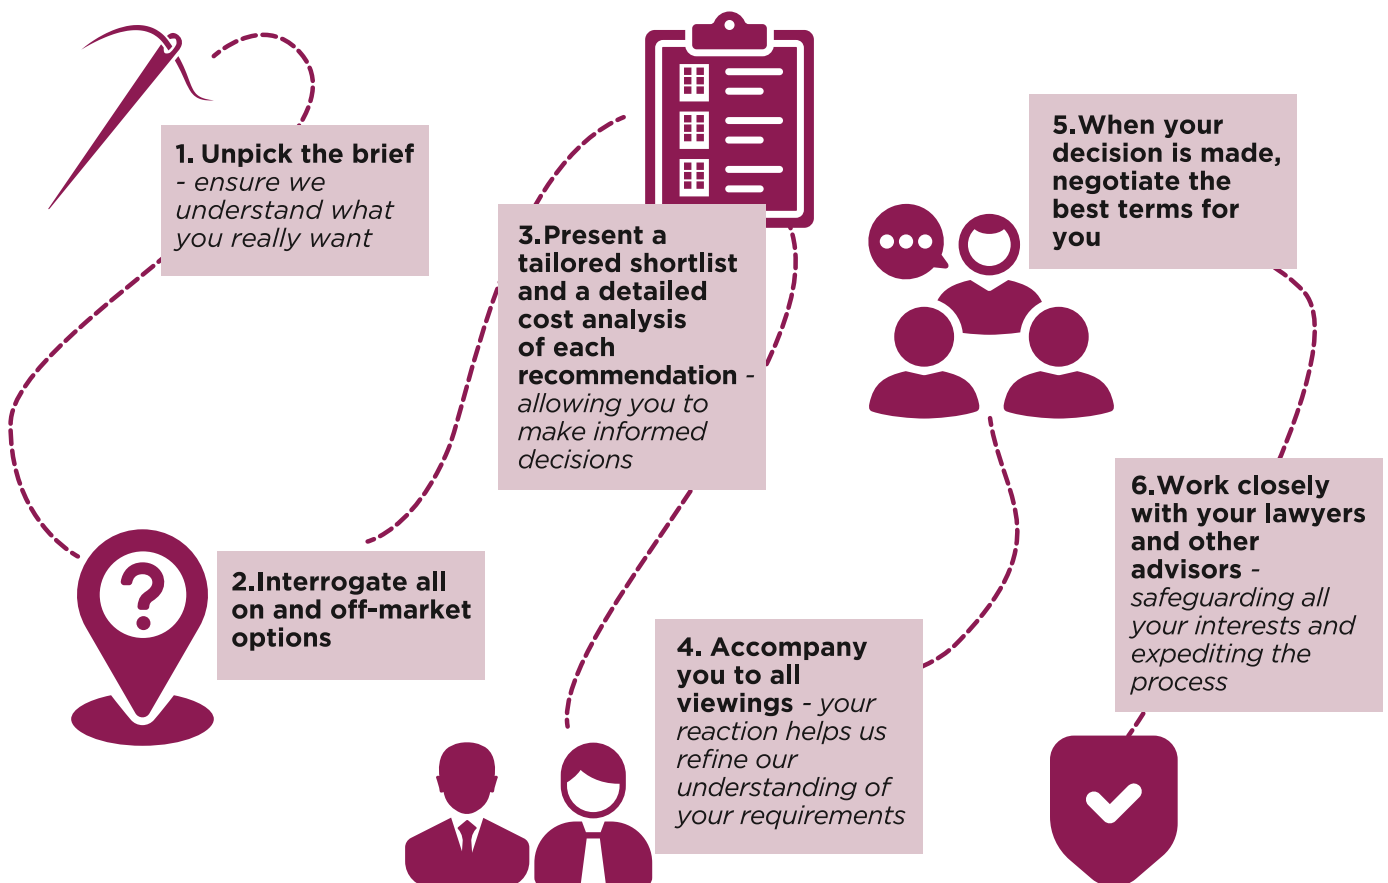 1. Unpick the brief
- ensure we
understand what
you really want
2.Interrogate all
on and off-market
options
3.Present a
tailored shortlist
and a detailed
cost analysis
of each
recommendation -
allowing you to
make informed
decisions
4. Accompany
you to all
viewings - your
reaction helps us
refine our
understanding of
your requirements
5.When your
decision is made,
negotiate the
best terms for
you
6.Work closely
with your lawyers
and other
advisors -
safeguarding all
your interests and
expediting the
process